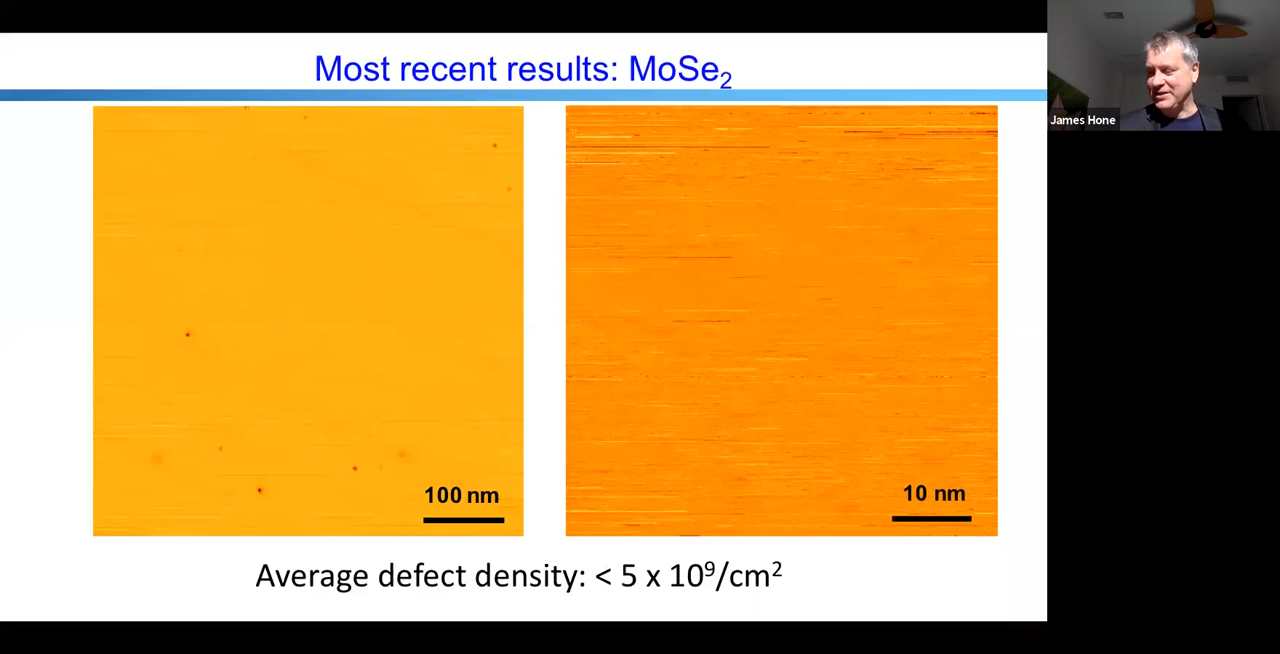 Most recent results: MoSe₂
James Hone
100 nm
10 nm
Average defect density: < 5 x 10⁹/cm²